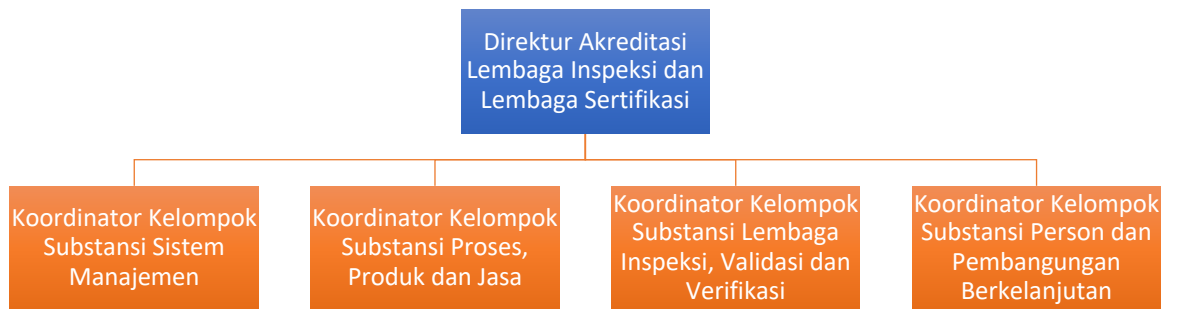 Direktur Akreditasi
Lembaga Inspeksi dan
Lembaga Sertifikasi
Koordinator Kelompok
Substansi Sistem
Manajemen
Koordinator Kelompok
Substansi Proses,
Produk dan Jasa
Koordinator Kelompok
Substansi Lembaga
Inspeksi, Validasi dan
Verifikasi
Koordinator Kelompok
Substansi Person dan
Pembangungan
Berkelanjutan